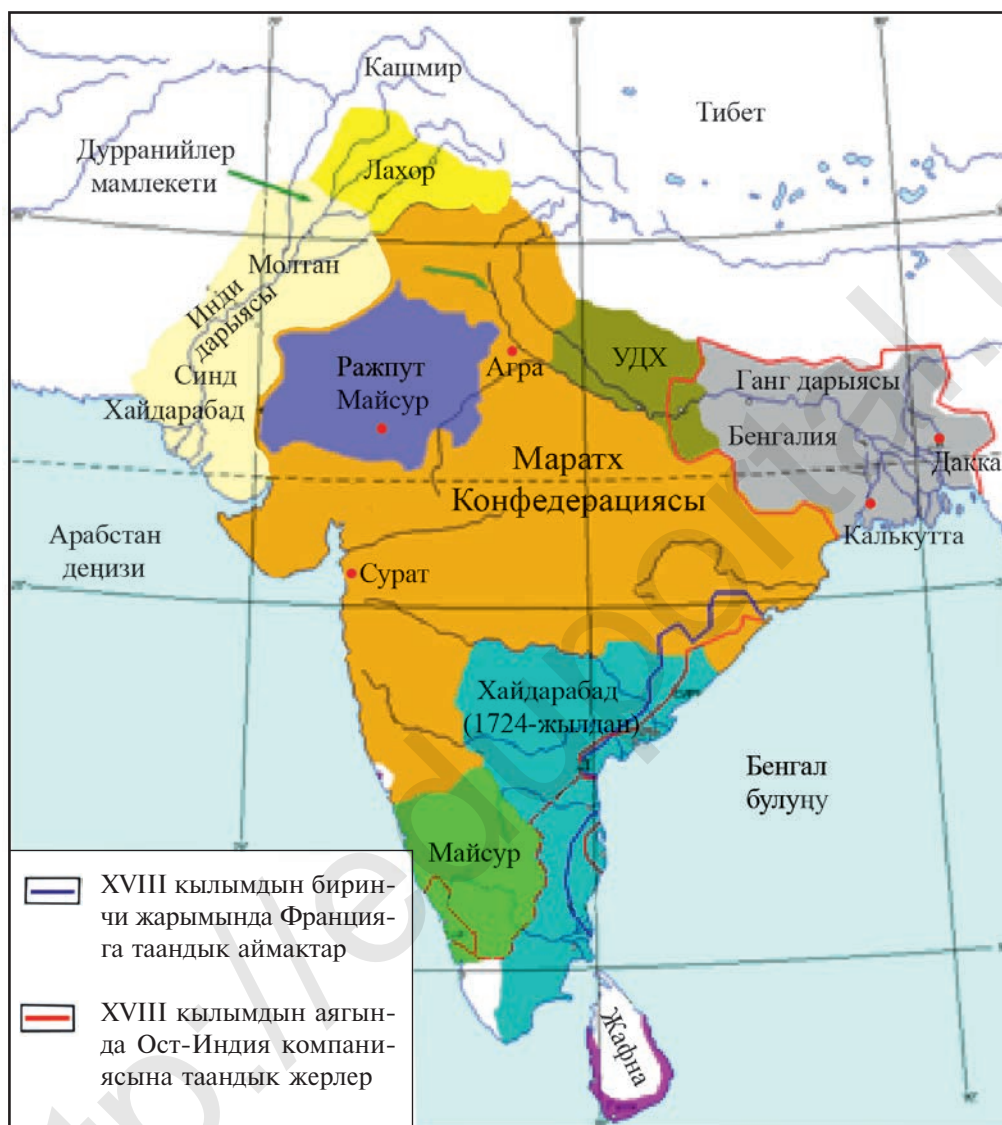 Кашмир
Тибет
Дурранийлер
мамлекети
Лахор
Молтан
Инди
дарыясы
Синд
Хайдарабад
Ражпут
Майсур
Агра
УДХ
Ганг дарыясы
Бенгалия
Дакка
Калькутта
Маратх
Конфедерациясы
Арабстан
деңизи
Сурат
Хайдарабад
(1724-жылдан)
Бенгал
булуңу
Майсур
Жафна
XVIII кылымдын бирин-
чи жарымында Франция-
га таандык аймактар
XVIII кылымдын аягын-
да Ост-Индия компани-
ясына таандык жерлер